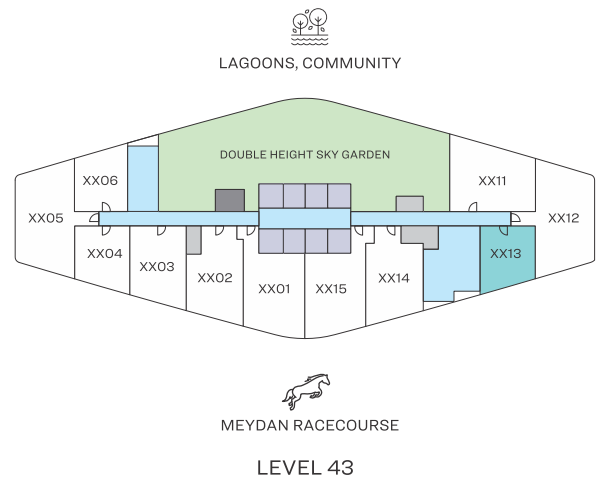 LAGOONS, COMMUNITY
DOUBLE HEIGHT SKY GARDEN
XX06
XX11
XX05
XX12
XX04
XX03
XX02
XX01
XX15
XX14
XX13
MEYDAN RACECOURSE
LEVEL 43